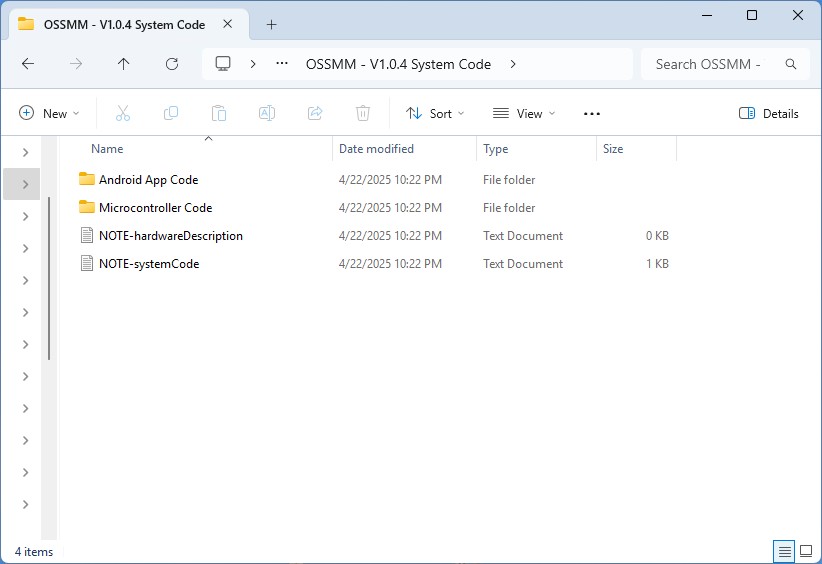 OSSMM - V1.0.4 System Code
OSSMM - V1.0.4 System Code
Search OSSMM -
New
Sort
View
Details
Name Date modified Type Size
Android App Code 4/22/2025 10:22 PM File folder
Microcontroller Code 4/22/2025 10:22 PM File folder
NOTE-hardwareDescription 4/22/2025 10:22 PM Text Document 0 KB
NOTE-systemCode 4/22/2025 10:22 PM Text Document 1 KB
4 items